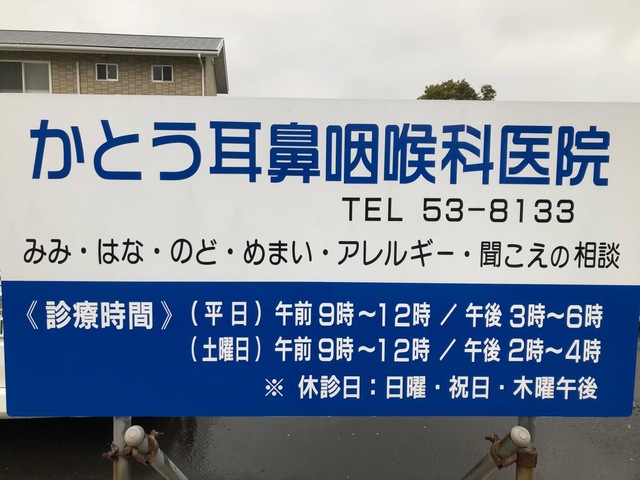 かとう耳鼻咽喉科医院
TEL 53-8133
みみ・はな・のど・めまい・アレルギー・聞こえの相談
《診療時間》(平日)午前9時〜12時/午後3時〜6時
(土曜日)午前9時〜12時/午後2時〜4時
※ 休診日:日曜・祝日・木曜午後